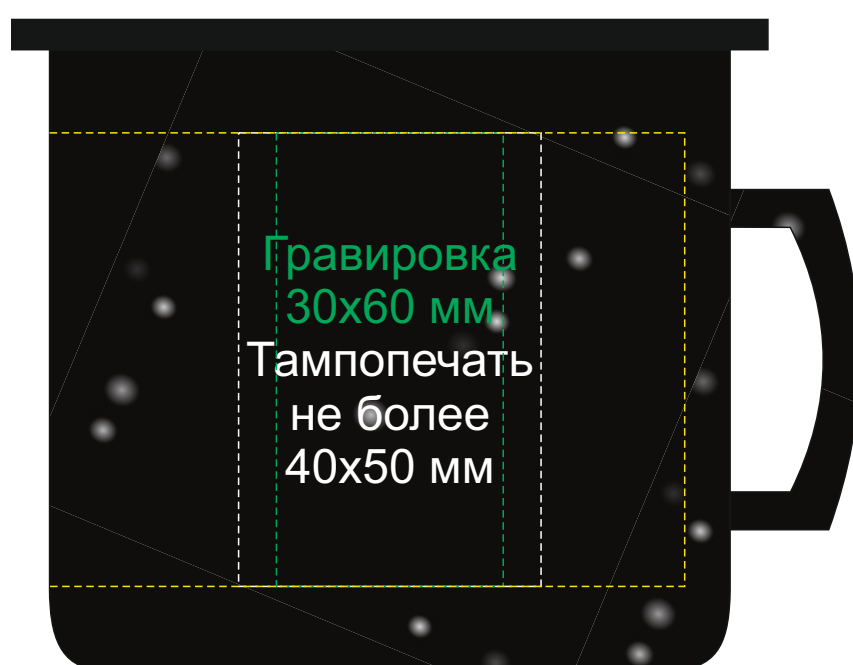 Гравировка
30х60 мм
Тампопечать
не более
40х50 мм